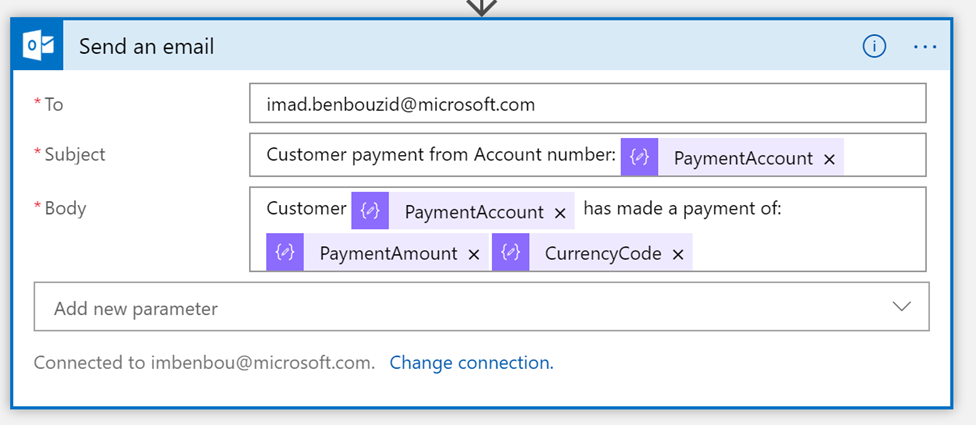 Send an email
* To
imad.benbouzid@microsoft.com
* Subject
Customer payment from Account number: PaymentAccount ×
* Body
Customer PaymentAccount × has made a payment of:
PaymentAmount × CurrencyCode ×
Add new parameter
Connected to imbenbou@microsoft.com. Change connection.